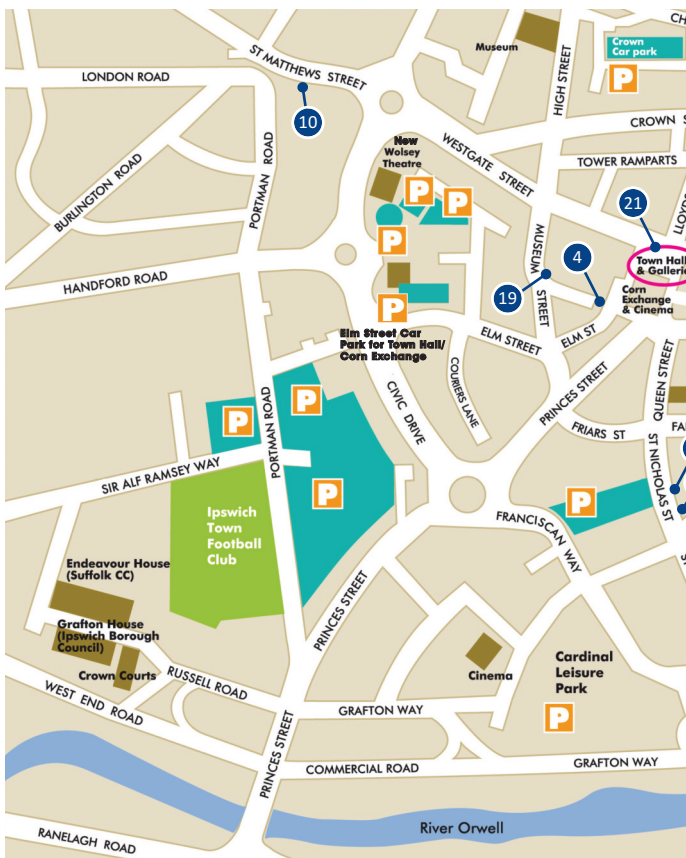 CH
Crown
Car park
P
Museum
ST MATTHEWS STREET
LONDON ROAD
HIGH STREET
10
CROWN S
New
Wolsey
Theatre
WESTGATE STREET
TOWER RAMPARTS
P
P
BURLINGTON ROAD
PORTMAN ROAD
LLOYDS
21
MUSEUM
STREET
4
P
Town Hall
& Galleries
HANDFORD ROAD
19
Corn
Exchange
& Cinema
P
Elm Street Car
Park for Town Hall/
Corn Exchange
ELM STREET
ELM ST
COURIERS LANE
PRINCES STREET
QUEEN STREET
CIVIC DRIVE
P
P
PORTMAN ROAD
FRIARS ST
FA
ST NICHOLAS ST
SIR ALF RAMSEY WAY
P
P
Ipswich
Town
Football
Club
FRANCISCAN WAY
Endeavour House
(Suffolk CC)
PRINCES STREET
Grafton House
(Ipswich Borough
Council)
Crown Courts
RUSSELL ROAD
Cinema
Cardinal
Leisure
Park
P
WEST END ROAD
GRAFTON WAY
PRINCES STREET
COMMERCIAL ROAD
GRAFTON WAY
River Orwell
RANELAGH ROAD